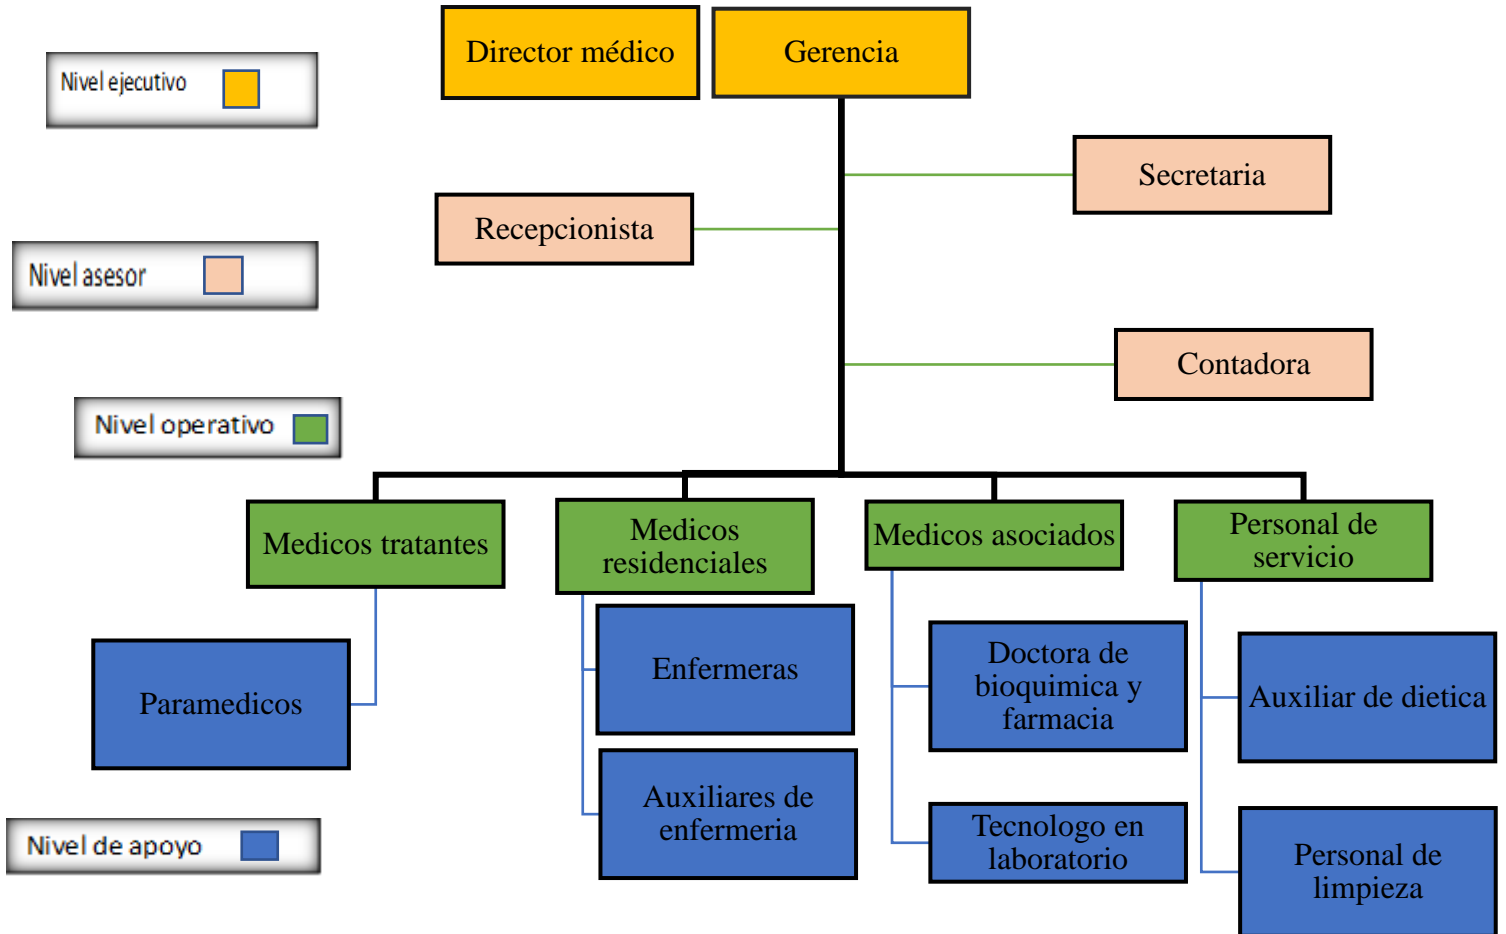 Director médico
Gerencia
Nivel ejecutivo
Secretaria
Recepcionista
Nivel asesor
Contadora
Nivel operativo
Medicos tratantes
Medicos
residenciales
Medicos asociados
Personal de
servicio
Paramedicos
Enfermeras
Doctora de
bioquimica y
farmacia
Auxiliar de dietica
Auxiliares de
enfermeria
Tecnologo en
laboratorio
Personal de
limpieza
Nivel de apoyo